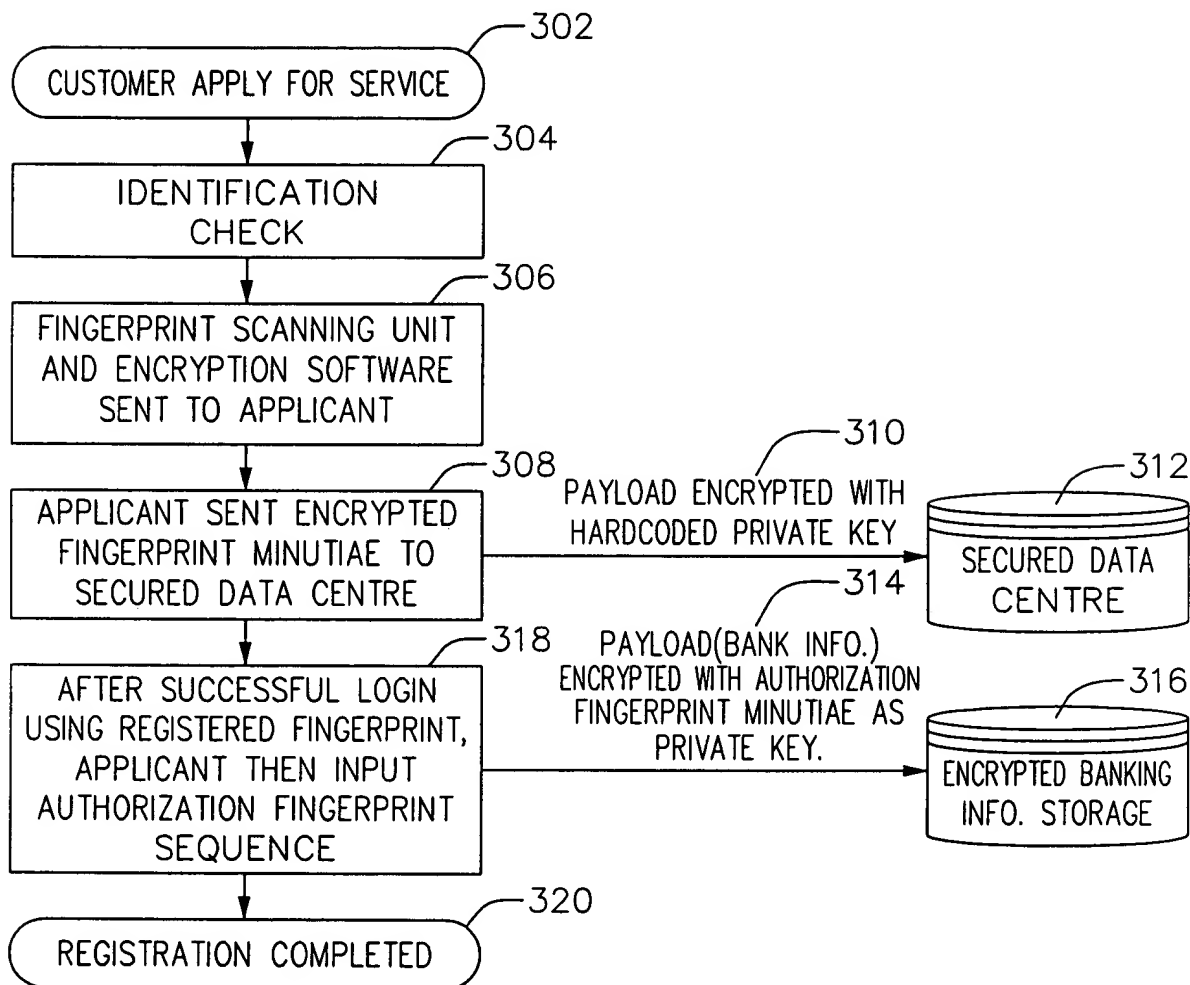 302
CUSTOMER APPLY FOR SERVICE
304
IDENTIFICATION
CHECK
306
FINGERPRINT SCANNING UNIT
AND ENCRYPTION SOFTWARE
SENT TO APPLICANT
308
APPLICANT SENT ENCRYPTED
FINGERPRINT MINUTIAE TO
SECURED DATA CENTRE
310
PAYLOAD ENCRYPTED WITH
HARDCODED PRIVATE KEY
312
SECURED DATA
CENTRE
314
PAYLOAD(BANK INFO.)
ENCRYPTED WITH AUTHORIZATION
FINGERPRINT MINUTIAE AS
PRIVATE KEY.
316
ENCRYPTED BANKING
INFO. STORAGE
318
AFTER SUCCESSFUL LOGIN
USING REGISTERED FINGERPRINT,
APPLICANT THEN INPUT
AUTHORIZATION FINGERPRINT
SEQUENCE
320
REGISTRATION COMPLETED